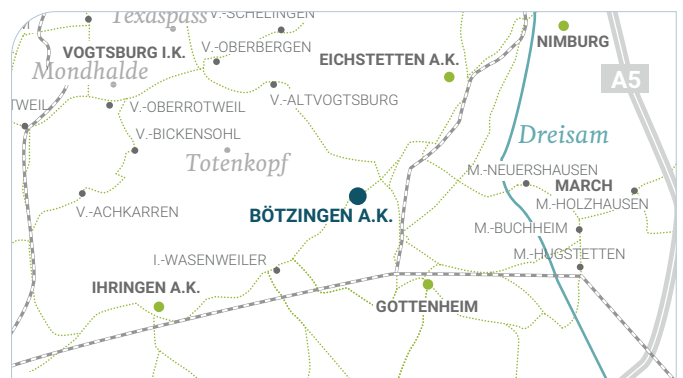 Texaspass
V.-SCHELINGEN
VOGTSBURG I.K.
V.-OBERBERGEN
EICHSTETTEN A.K.
NIMBURG
Mondhalde
A5
TWEIL
V.-OBERROTWEIL
V.-ALTVOGTSBURG
V.-BICKENSOHL
Dreisam
Totenkopf
M.-NEUERSHAUSEN
MARCH
M.-HOLZHAUSEN
V.-ACHKARREN
BÖTZINGEN A.K.
M.-BUCHHEIM
I.-WASENWEILER
M.-HUGSTETTEN
IHRINGEN A.K.
GOTTENHEIM